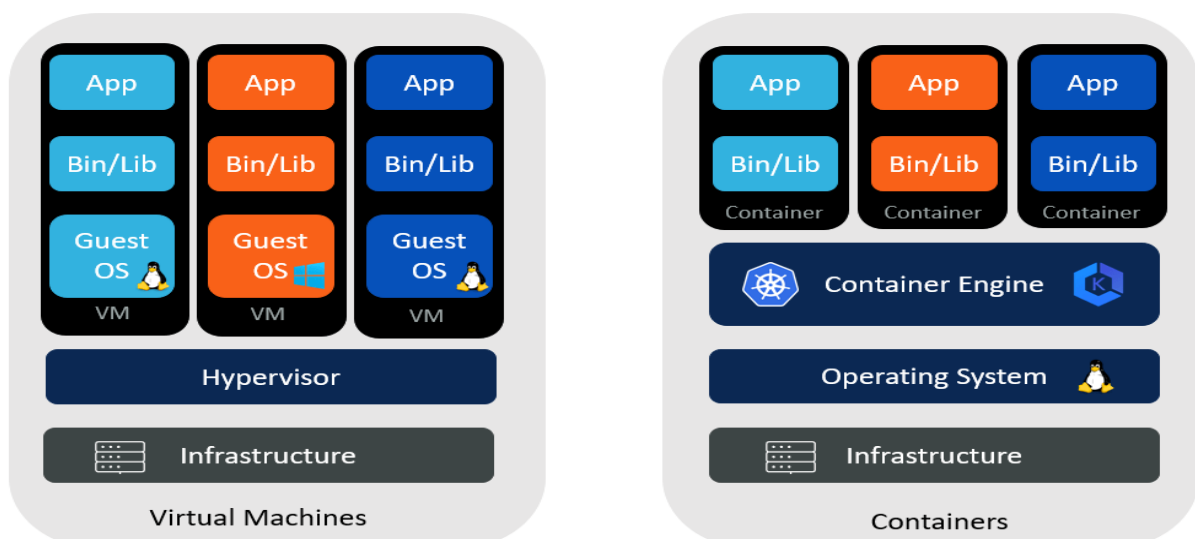 App
App
App
Bin/Lib
Bin/Lib
Bin/Lib
Guest
OS
Guest
OS
Guest
OS
VM
VM
VM
Hypervisor
Infrastructure
Virtual Machines
App
App
App
Bin/Lib
Bin/Lib
Bin/Lib
Container
Container
Container
Container Engine
K
Operating System
Infrastructure
Containers